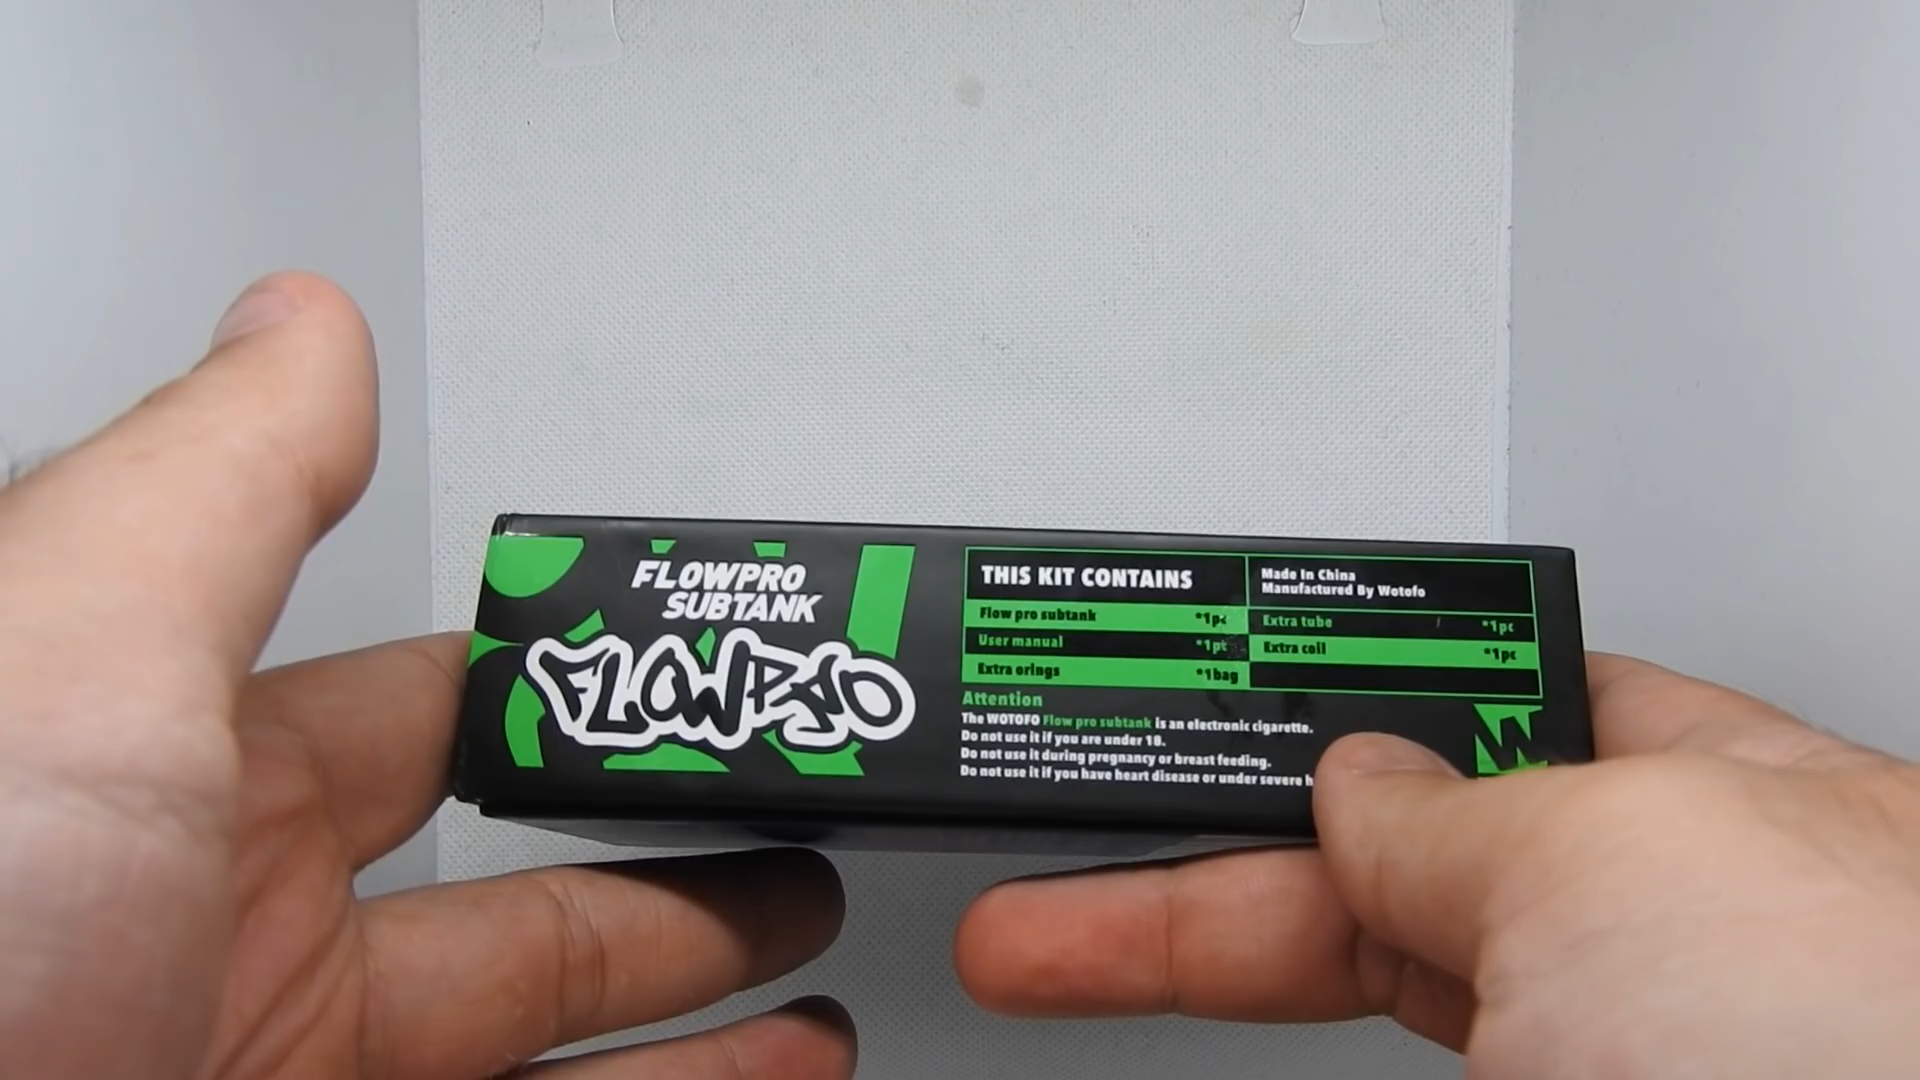 FLOWPRO
SUBTANK
FLOWPRO
THIS KIT CONTAINS
Made In China
Manufactured By Wotofo
Flow pro subtank *1pc
Extra tube *1pc
User manual *1pc
Extra coil *1pc
Extra orings *1bag
Attention
The WOTOFO Flow pro subtank is an electronic cigarette.
Do not use it if you are under 18.
Do not use it during pregnancy or breast feeding.
Do not use it if you have heart disease or under severe
W